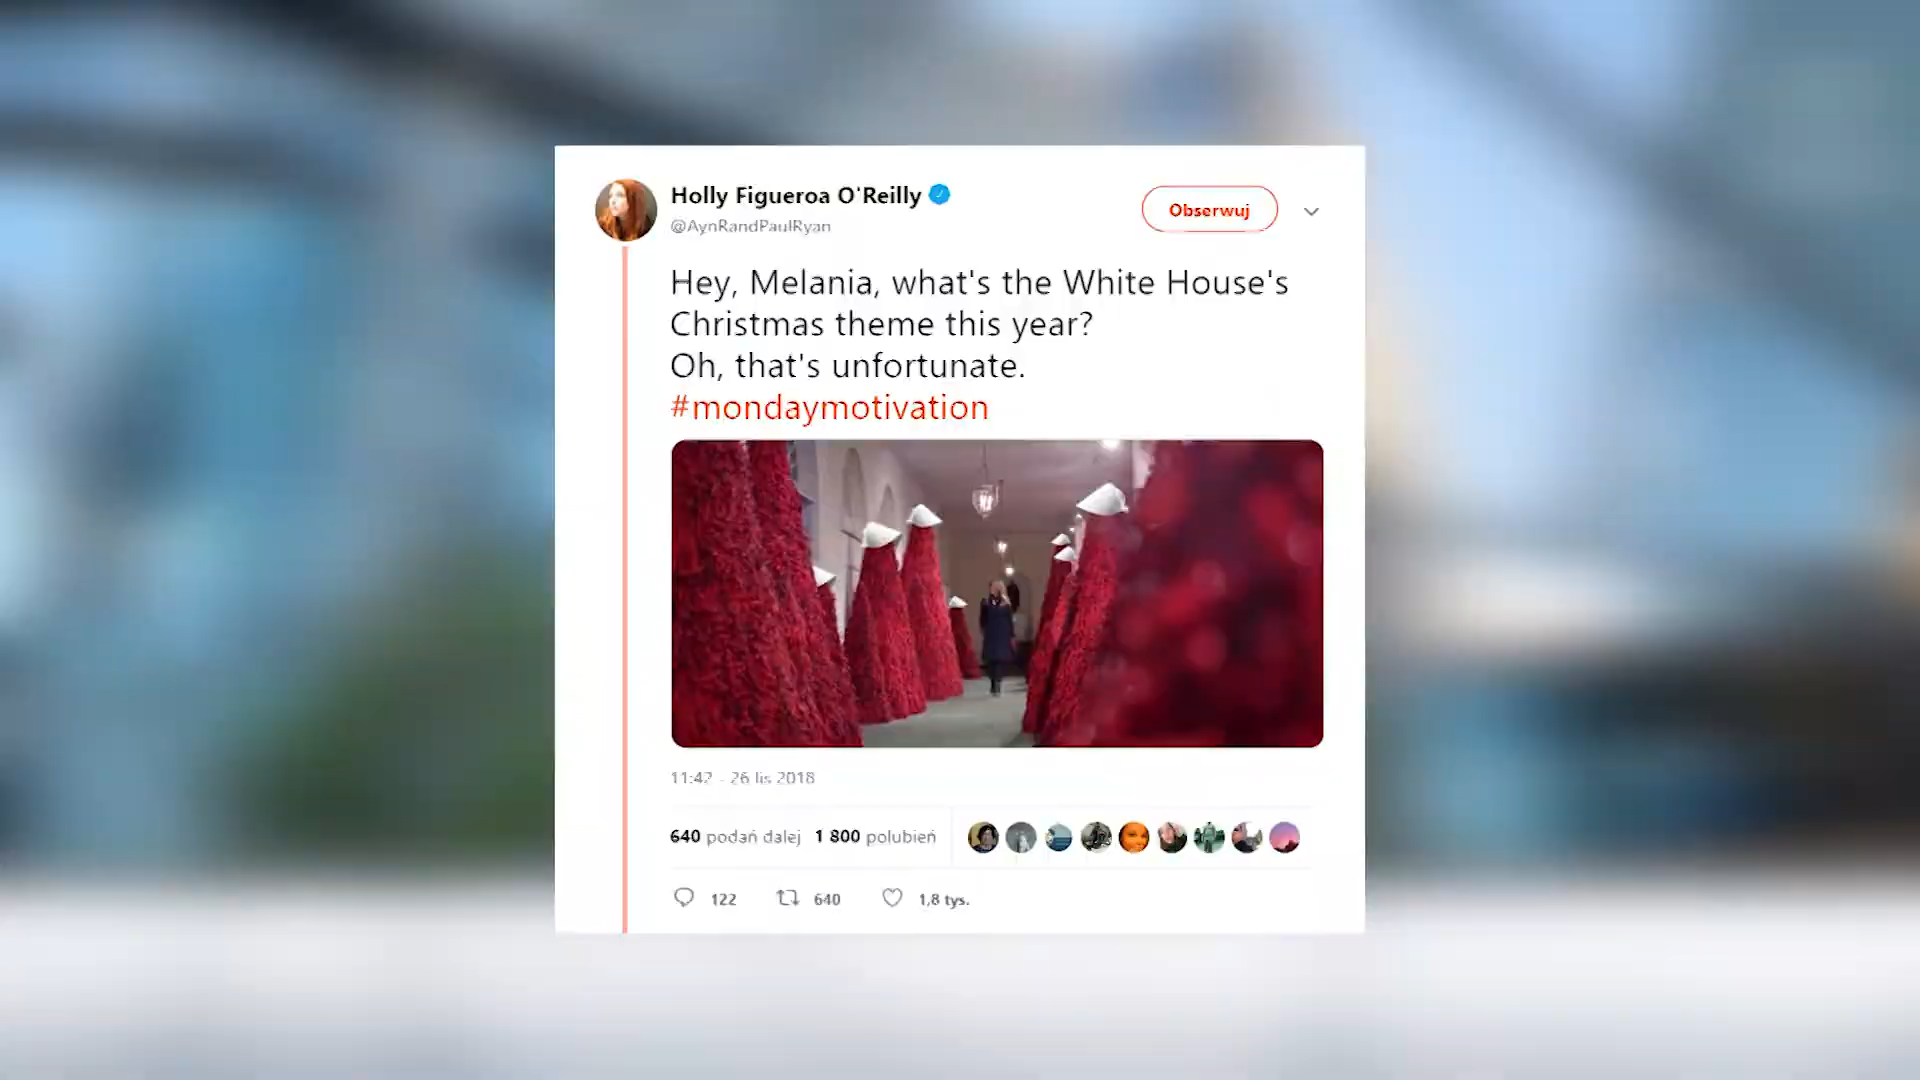 Holly Figueroa O'Reilly
@AynRandPaulRyan
Obserwuj
Hey, Melania, what's the White House's
Christmas theme this year?
Oh, that's unfortunate.
#mondaymotivation
11:42 - 26 lis 2018
640 podań dalej 1 800 polubień
122 640 1,8 tys.